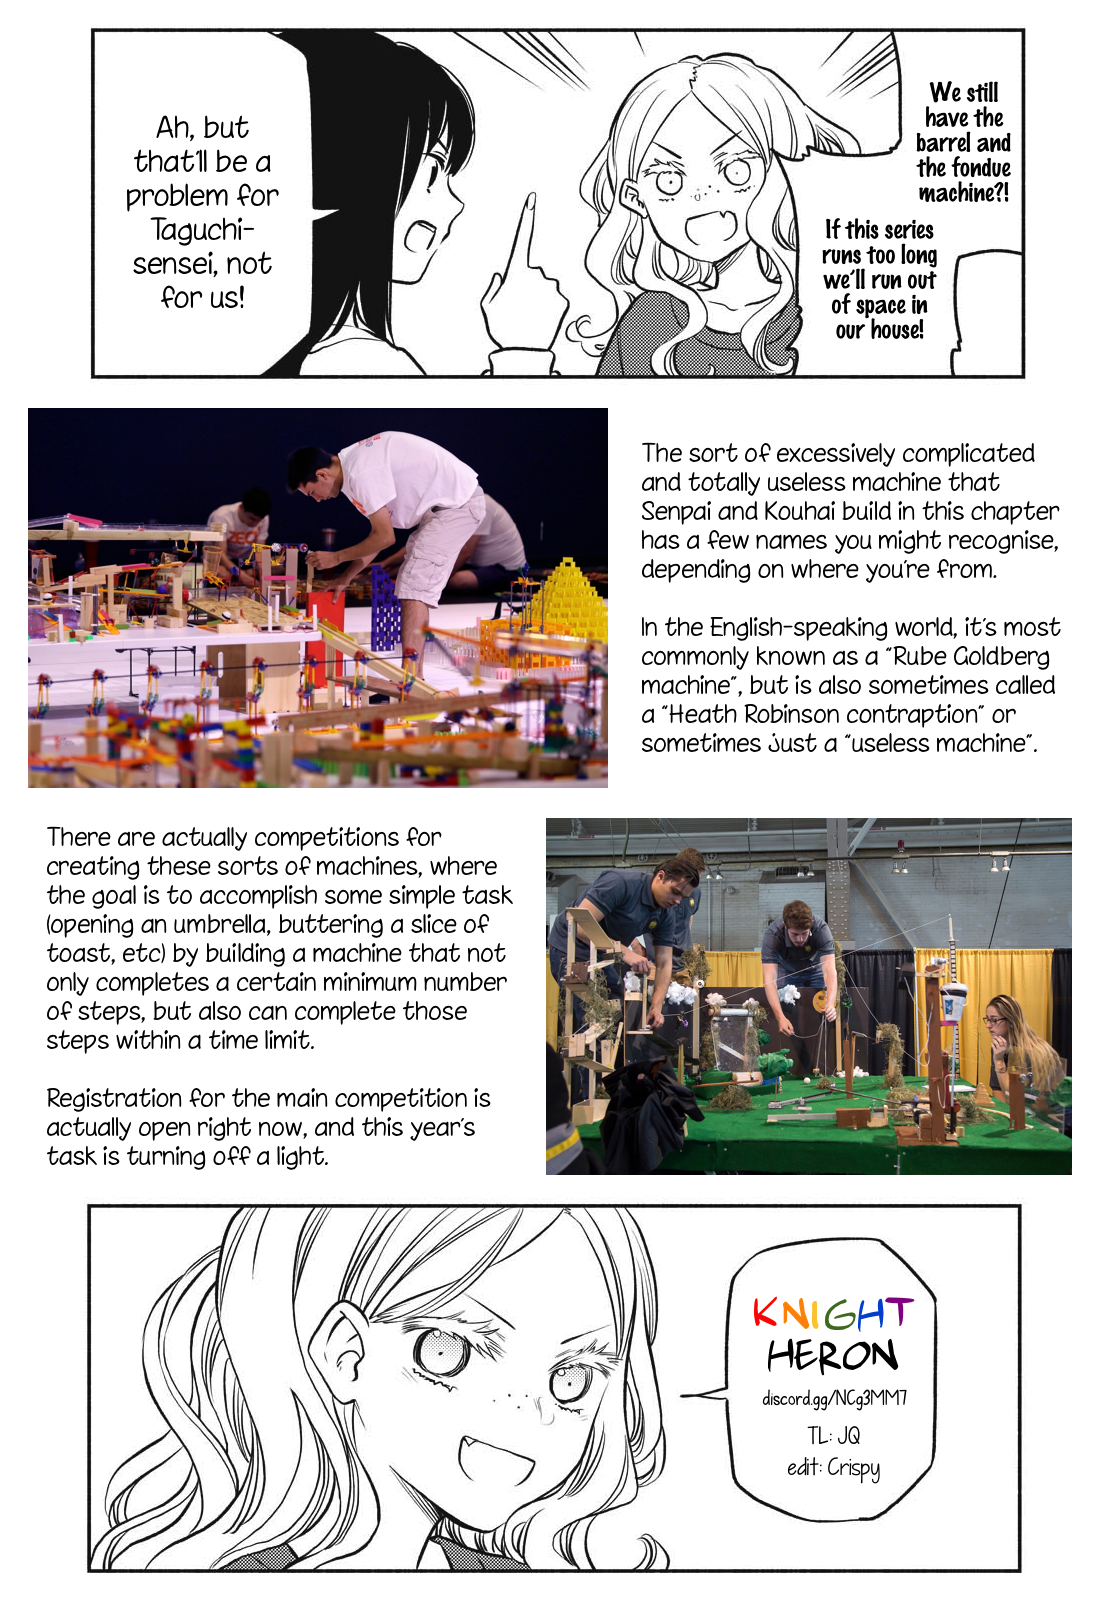 We still
have the
barrel and
the fondue
machine?!
If this series
runs too long
we'll run out
of space in
our house!
Ah, but
that'll be a
problem for
Taguchi-
sensei, not
for us!
The sort of excessively complicated
and totally useless machine that
Senpai and Kouhai build in this chapter
has a few names you might recognise,
depending on where you're from.
In the English-speaking world, it's most
commonly known as a "Rube Goldberg
machine", but is also sometimes called
a "Heath Robinson contraption" or
sometimes just a "useless machine".
There are actually competitions for
creating these sorts of machines, where
the goal is to accomplish some simple task
(opening an umbrella, buttering a slice of
toast, etc) by building a machine that not
only completes a certain minimum number
of steps, but also can complete those
steps within a time limit.
Registration for the main competition is
actually open right now, and this year's
task is turning off a light.
KNIGHT
HERON
discord.gg/NCg3MM7
TL: JQ
edit: Crispy